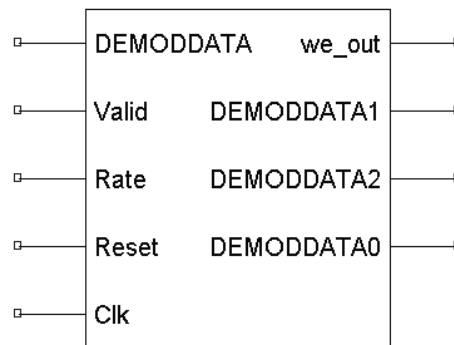 DEMODDATA we_out
Valid DEMODDATA1
Rate DEMODDATA2
Reset DEMODDATA0
Clk